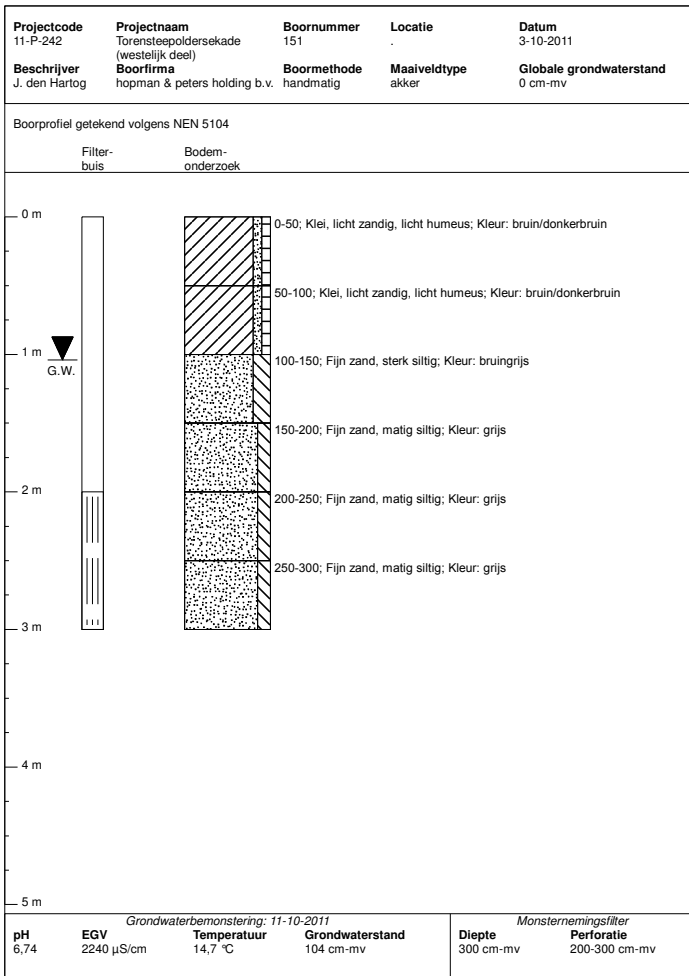 Projectcode Projectnaam Boornummer Locatie Datum
11-P-242 Torensteepoldersekade 151 . 3-10-2011
(westelijk deel)
Beschrijver Boorfirma Boormethode Maaiveldtype Globale grondwaterstand
J. den Hartog hopman & peters holding b.v. handmatig akker 0 cm-mv
Boorprofiel getekend volgens NEN 5104
Filter- Bodem-
buis onderzoek
0 m
0-50; Klei, licht zandig, licht humeus; Kleur: bruin/donkerbruin
50-100; Klei, licht zandig, licht humeus; Kleur: bruin/donkerbruin
1 m
100-150; Fijn zand, sterk siltig; Kleur: bruingrijs
G.W.
150-200; Fijn zand, matig siltig; Kleur: grijs
2 m
200-250; Fijn zand, matig siltig; Kleur: grijs
250-300; Fijn zand, matig siltig; Kleur: grijs
3 m
4 m
5 m
Grondwaterbemonstering: 11-10-2011 Monsternemingsfilter
pH EGV Temperatuur Grondwaterstand Diepte Perforatie
6,74 2240 µS/cm 14,7 °C 104 cm-mv 300 cm-mv 200-300 cm-mv